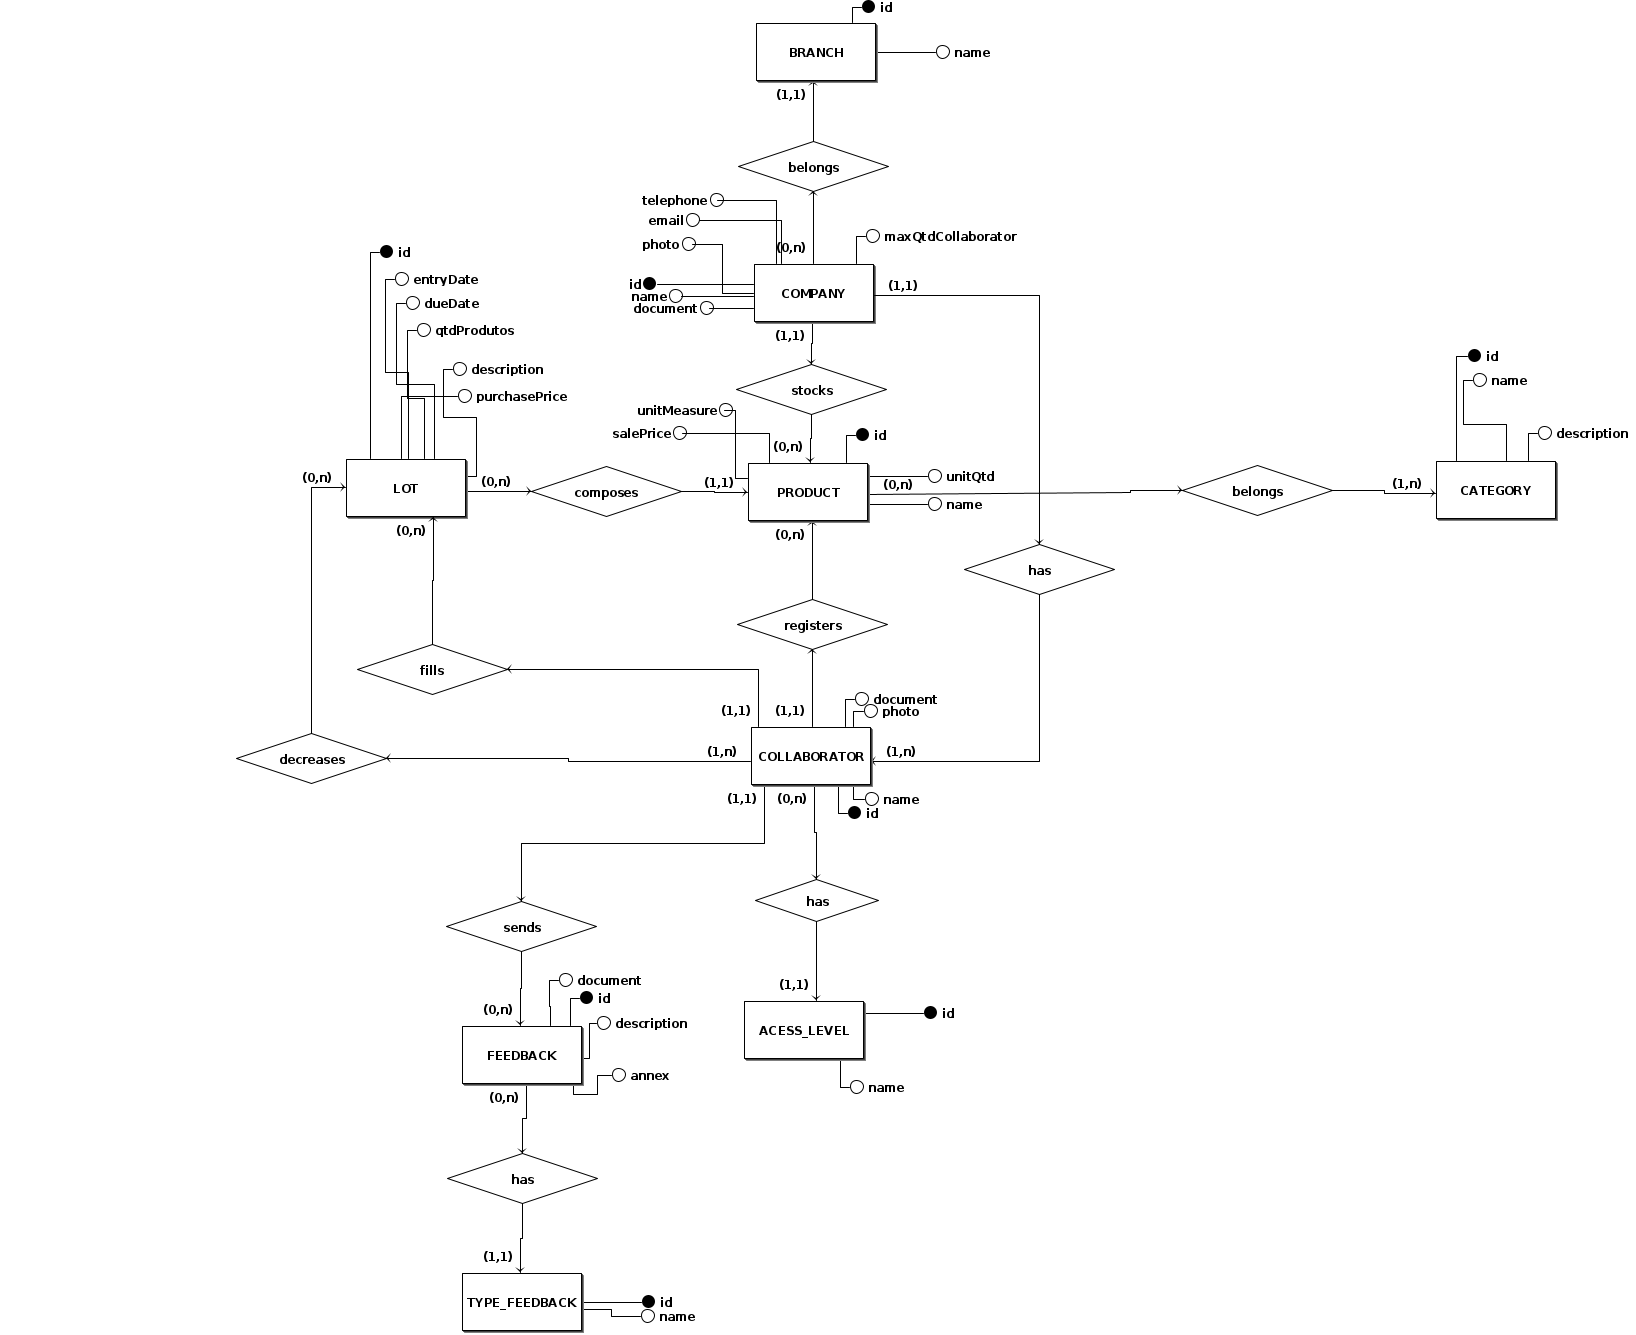 id
BRANCH
name
(1,1)
belongs
telephone
email
photo
(0,n)
maxQtdCollaborator
id
name
document
COMPANY
(1,1)
(1,1)
id
entryDate
dueDate
qtdProdutos
description
purchasePrice
stocks
unitMeasure
salePrice
(0,n)
id
id
name
description
(0,n)
LOT
(0,n)
composes
(1,1)
PRODUCT
unitQtd
(0,n)
name
belongs
(1,n)
CATEGORY
(0,n)
(0,n)
has
registers
fills
(1,1)
(1,1)
document
photo
decreases
(1,n)
COLLABORATOR
(1,n)
(1,1)
(0,n)
name
id
sends
has
document
id
description
(0,n)
(1,1)
FEEDBACK
ACESS_LEVEL
id
annex
name
(0,n)
has
(1,1)
TYPE_FEEDBACK
id
name